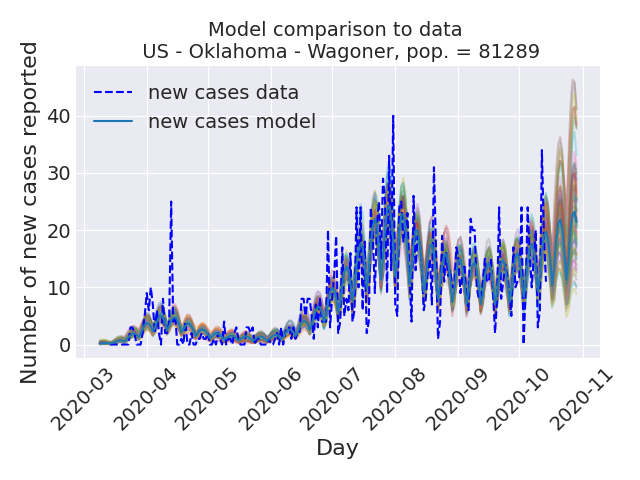 Model comparison to data
US - Oklahoma - Wagoner, pop. = 81289
Number of new cases reported
new cases data
new cases model
40
30
20
10
0
2020-03
2020-04
2020-05
2020-06
2020-07
2020-08
2020-09
2020-10
2020-11
Day